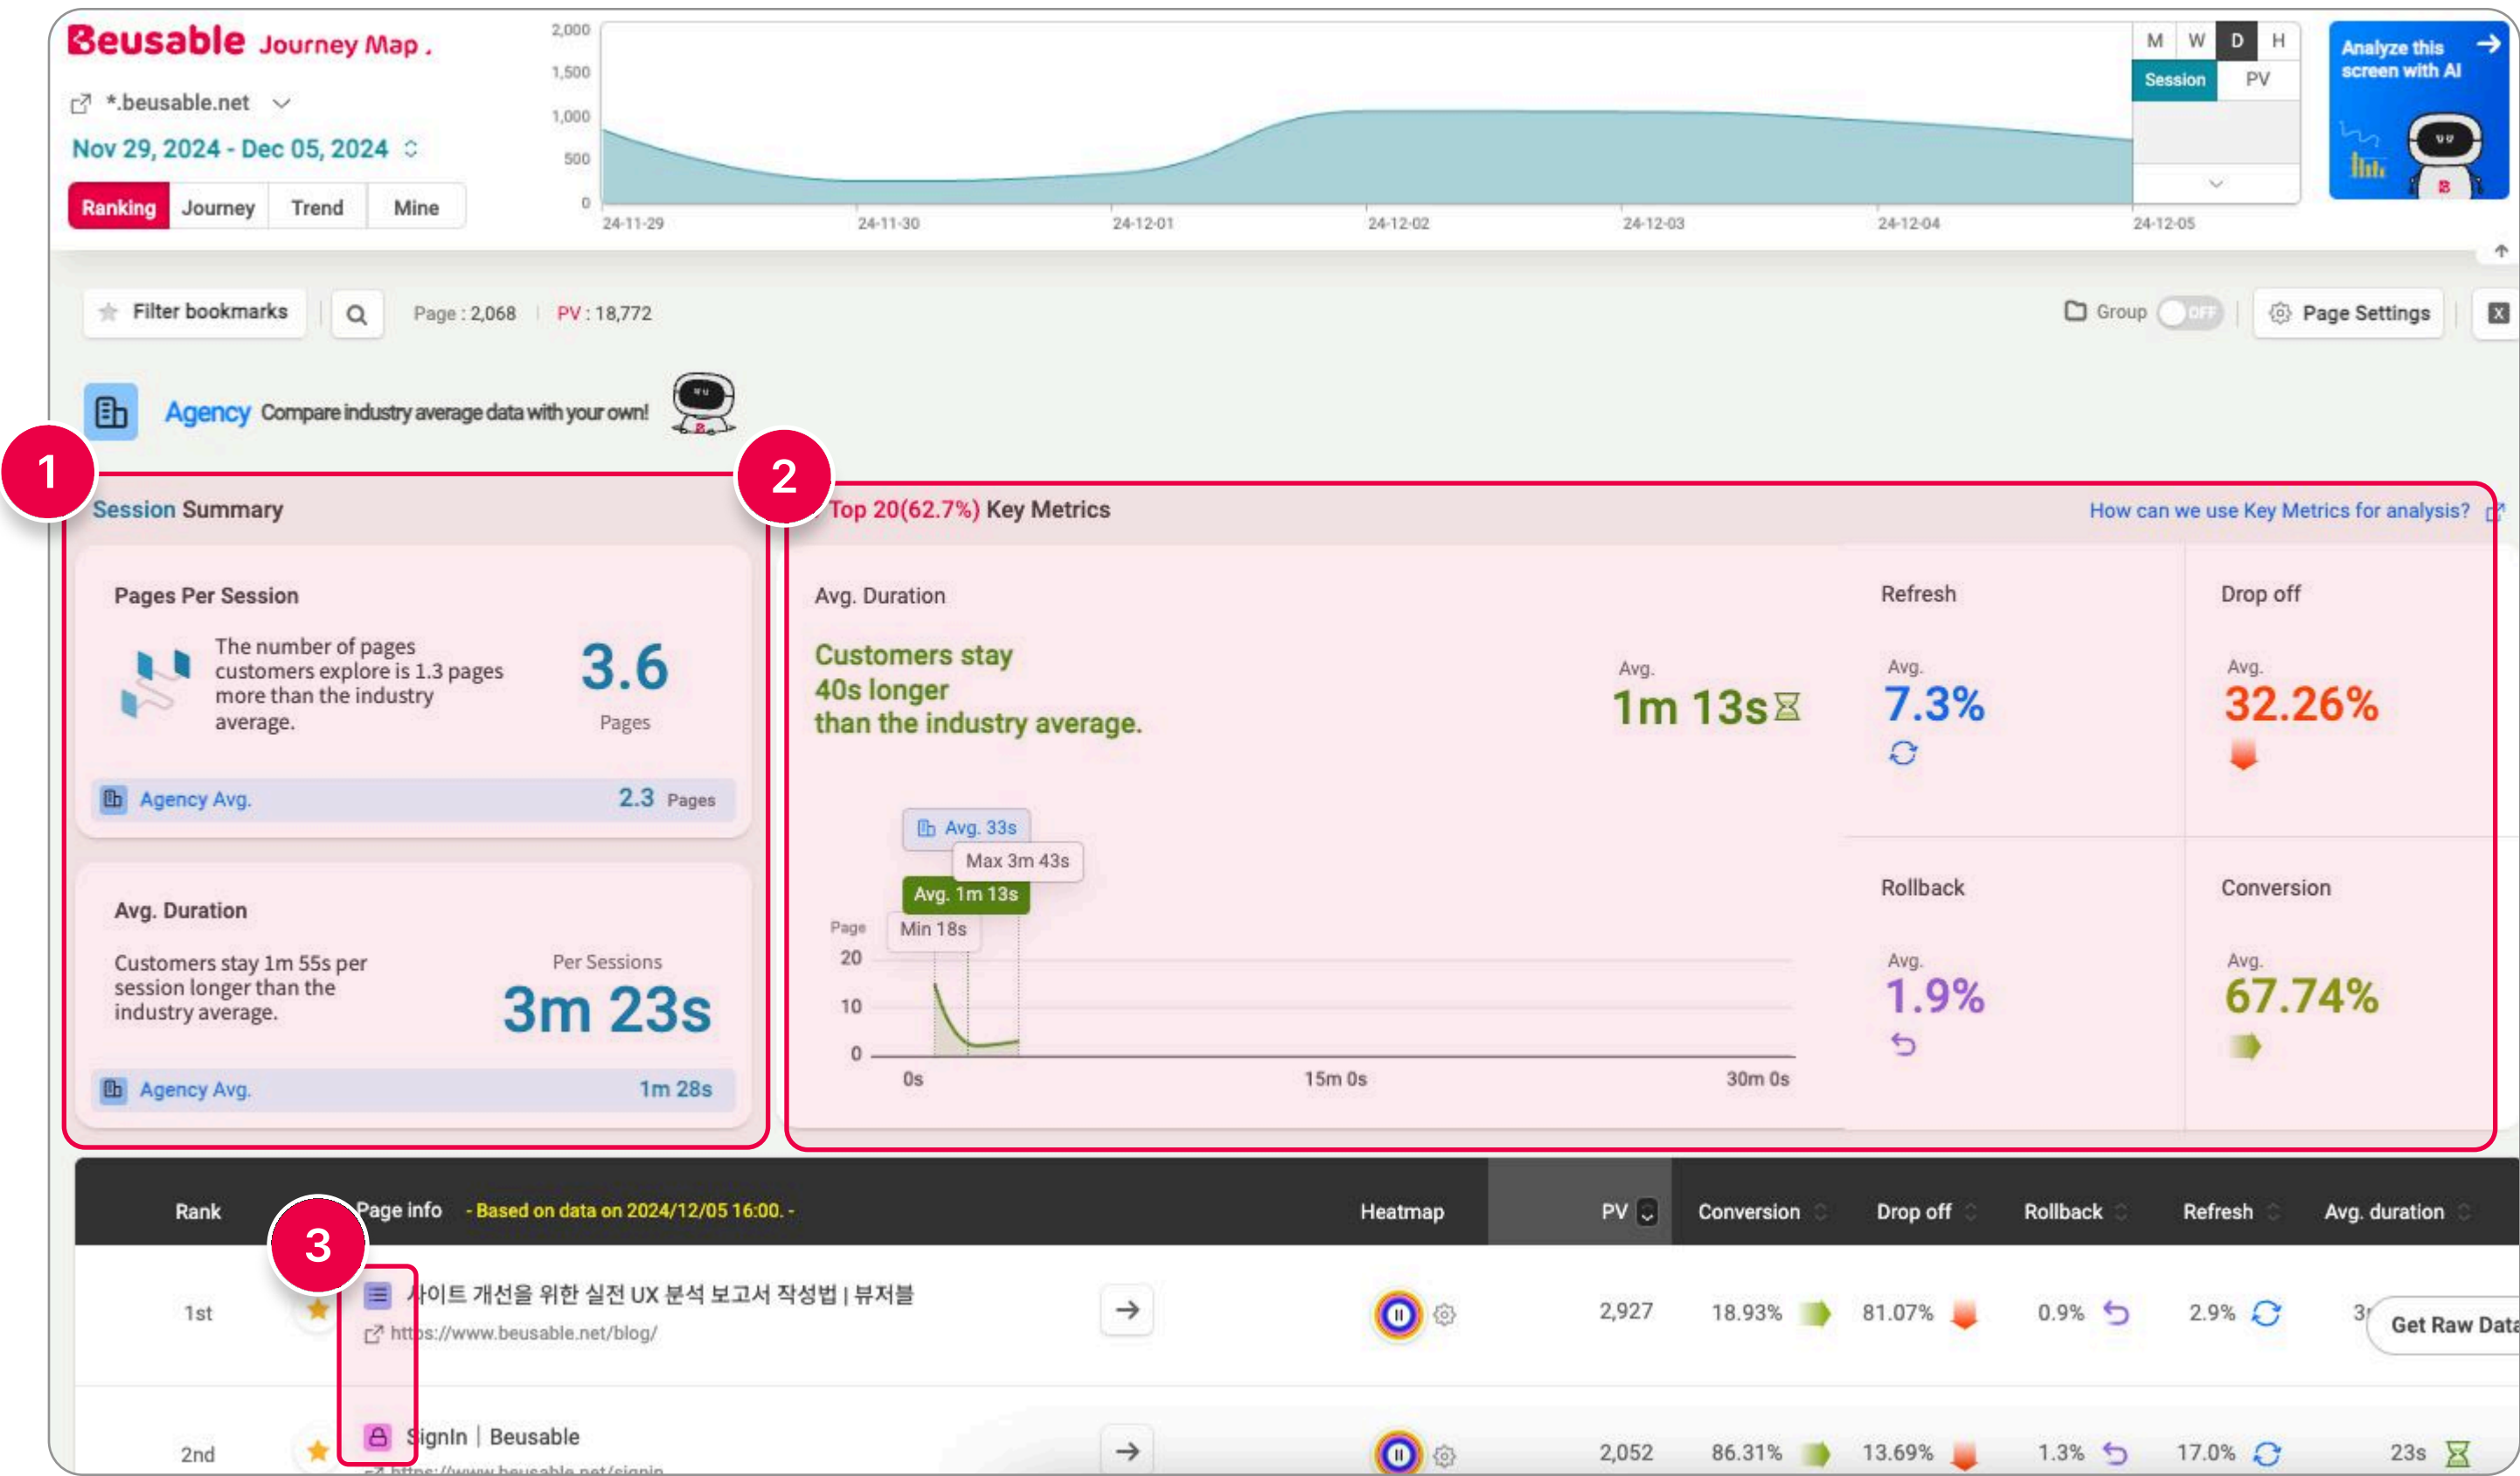 Beusable Journey Map .
*.beusable.net
Nov 29, 2024 - Dec 05, 2024
Ranking Journey Trend Mine
2,000
1,500
1,000
500
0
24-11-29 24-11-30 24-12-01 24-12-02 24-12-03 24-12-04 24-12-05
M W D H
Session PV
Analyze this
screen with AI
B
Filter bookmarks
Page : 2,068 PV : 18,772
Group OFF
Page Settings
X
Agency Compare industry average data with your own!
B
1
Session Summary
Pages Per Session
The number of pages
customers explore is 1.3 pages
more than the industry
average.
3.6
Pages
Agency Avg. 2.3 Pages
Avg. Duration
Customers stay 1m 55s per
session longer than the
industry average.
Per Sessions
3m 23s
Agency Avg. 1m 28s
2
Top 20(62.7%) Key Metrics
How can we use Key Metrics for analysis?
Avg. Duration
Customers stay
40s longer
than the industry average.
Avg.
1m 13s
Avg. 33s
Max 3m 43s
Avg. 1m 13s
Min 18s
Page
20
10
0
0s 15m 0s 30m 0s
Refresh
Avg.
7.3%
Drop off
Avg.
32.26%
Rollback
Avg.
1.9%
Conversion
Avg.
67.74%
Rank Page info - Based on data on 2024/12/05 16:00. - Heatmap PV Conversion Drop off Rollback Refresh Avg. duration
3
1st 사이트 개선을 위한 실전 UX 분석 보고서 작성법 | 뷰저블 2,927 18.93% 81.07% 0.9% 2.9%
https://www.beusable.net/blog/
Get Raw Data
2nd SignIn | Beusable 2,052 86.31% 13.69% 1.3% 17.0% 23s
https://www.beusable.net/signin